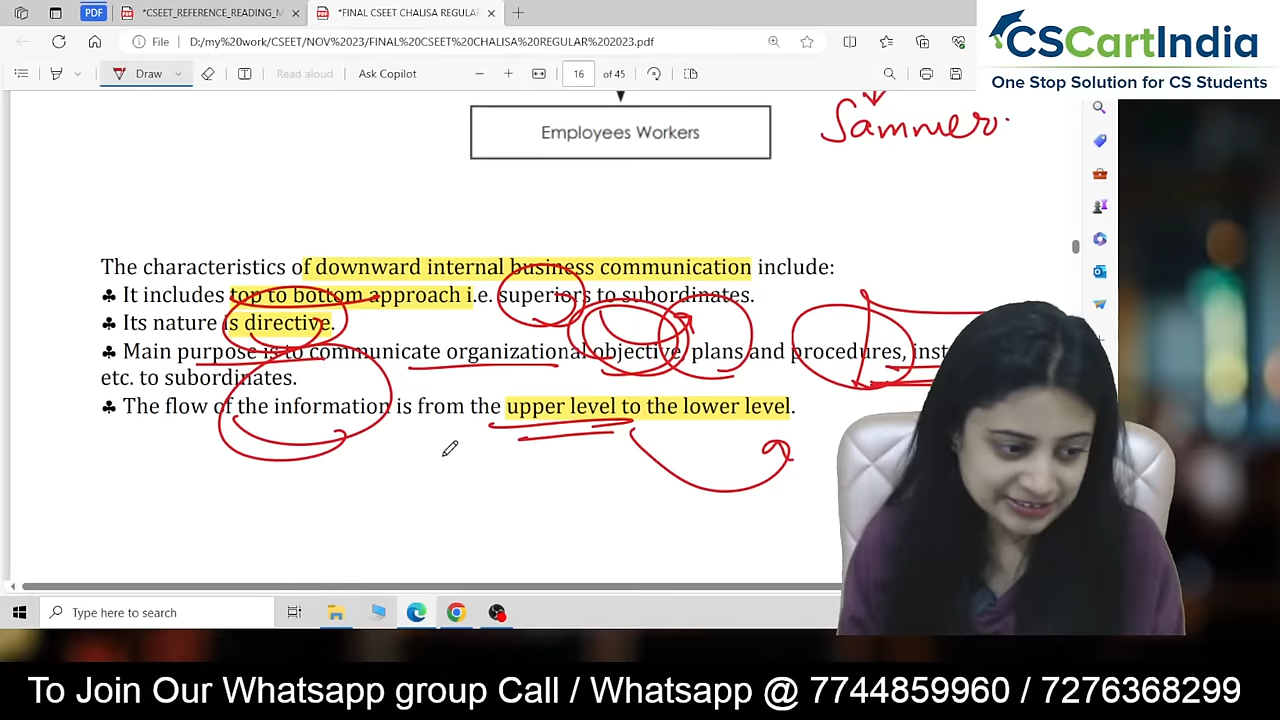 *CSEET_REFERENCE_READING_M
*FINAL CSEET CHALISA REGULAR
CSCartIndia
One Stop Solution for CS Students
File
D:/my%20work/CSEET/NOV%202023/FINAL%20CSEET%20CHALISA%20REGULAR%202023.pdf
Draw
Read aloud
Ask Copilot
16 of 45
Employees Workers
The characteristics of downward internal business communication include:
♣ It includes top to bottom approach i.e. superiors to subordinates.
♣ Its nature is directive.
♣ Main purpose is to communicate organizational objective, plans and procedures, inst
etc. to subordinates.
♣ The flow of the information is from the upper level to the lower level.
Type here to search
To Join Our Whatsapp group Call / Whatsapp @ 7744859960 / 7276368299